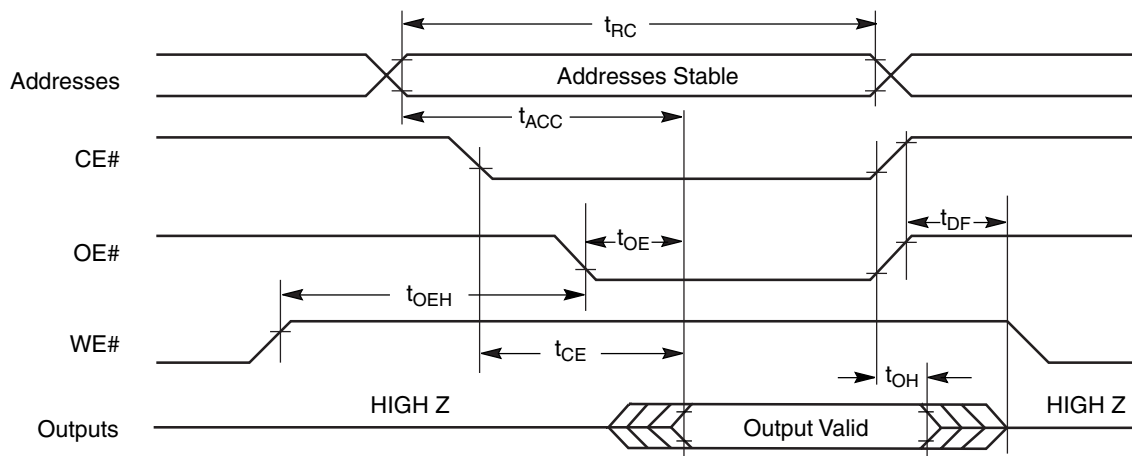 tRC
Addresses
Addresses Stable
tACC
CE#
tDF
tOE
OE#
tOEH
WE#
tCE
tOH
HIGH Z
HIGH Z
Outputs
Output Valid